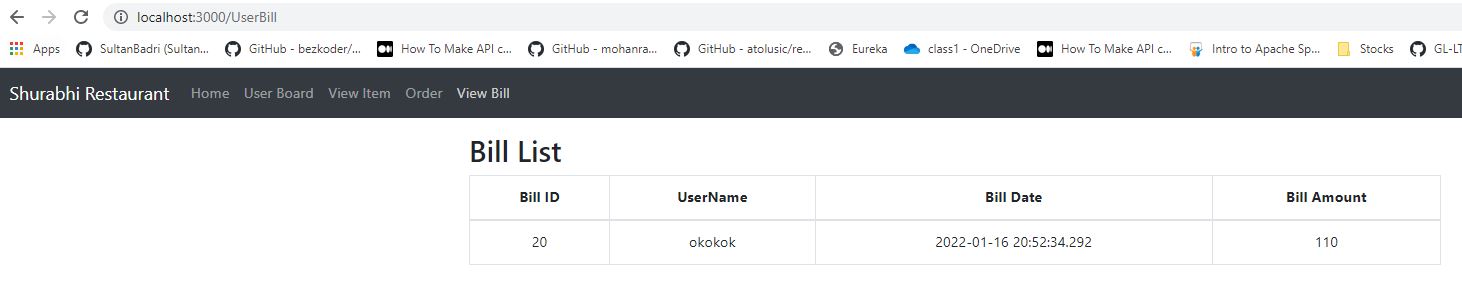 localhost:3000/UserBill
Apps SultanBadri (Sultan... GitHub - bezkoder/... How To Make API c... GitHub - mohanra... GitHub - atolusic/re... Eureka class1 - OneDrive How To Make API c... Intro to Apache Sp... Stocks GL-LT
Shurabhi Restaurant Home User Board View Item Order View Bill
Bill List
Bill ID UserName Bill Date Bill Amount
20 okokok 2022-01-16 20:52:34.292 110